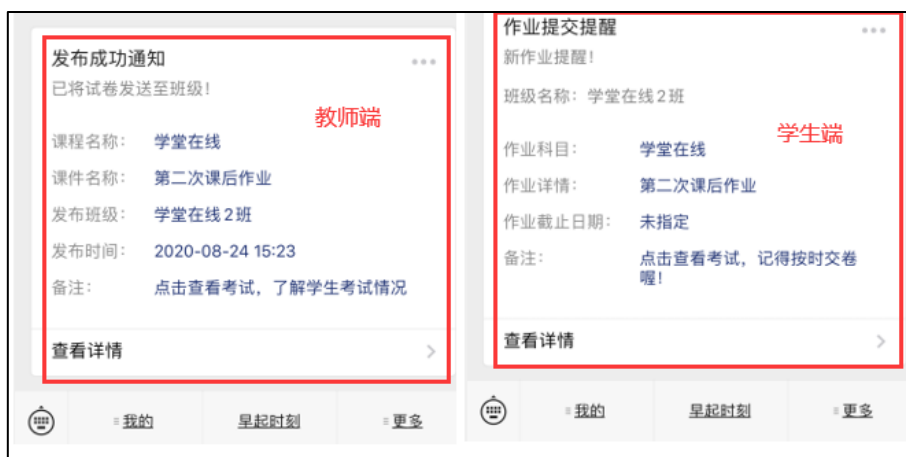 发布成功通知
已将试卷发送至班级!
教师端
课程名称: 学堂在线
课件名称: 第二次课后作业
发布班级: 学堂在线2班
发布时间: 2020-08-24 15:23
备注: 点击查看考试，了解学生考试情况
查看详情
我的
早起时刻
更多
作业提交提醒
新作业提醒!
班级名称: 学堂在线2班
学生端
作业科目: 学堂在线
作业详情: 第二次课后作业
作业截止日期: 未指定
备注: 点击查看考试，记得按时交卷
喔!
查看详情
我的
早起时刻
更多